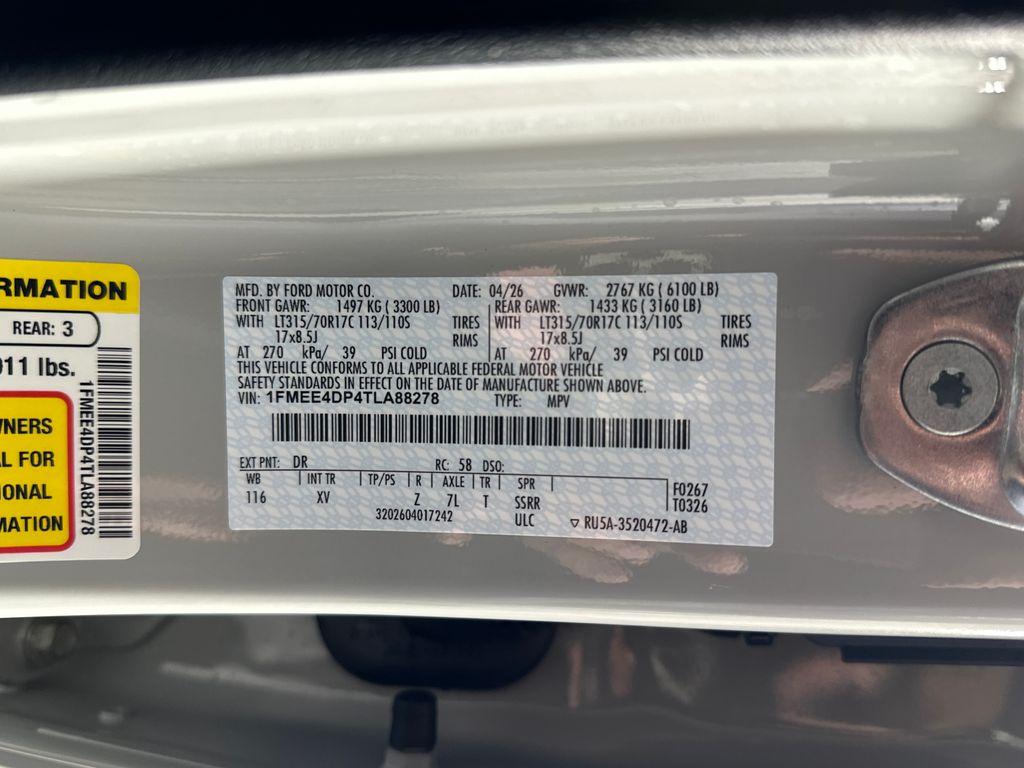 RMATION
REAR: 3
011 lbs.
WNERS
L FOR
IONAL
MATION
1FMEE4DP4TLA88278
MFD. BY FORD MOTOR CO. DATE: 04/26 GVWR: 2767 KG ( 6100 LB)
FRONT GAWR: 1497 KG ( 3300 LB) REAR GAWR: 1433 KG ( 3160 LB)
WITH LT315/70R17C 113/110S TIRES WITH LT315/70R17C 113/110S TIRES
17x8.5J RIMS 17x8.5J RIMS
AT 270 kPa/ 39 PSI COLD AT 270 kPa/ 39 PSI COLD
THIS VEHICLE CONFORMS TO ALL APPLICABLE FEDERAL MOTOR VEHICLE
SAFETY STANDARDS IN EFFECT ON THE DATE OF MANUFACTURE SHOWN ABOVE.
VIN: 1FMEE4DP4TLA88278 TYPE: MPV
EXT PNT: DR RC: 58 DSO:
WB INT TR TP/PS R AXLE TR SPR F0267
116 XV Z 7L T SSRR T0326
3202604017242 ULC ▽ RU5A-3520472-AB